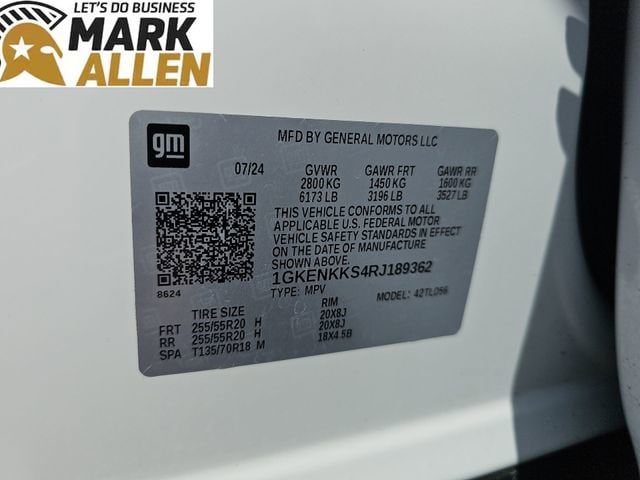 LET'S DO BUSINESS
MARK
ALLEN
gm
MFD BY GENERAL MOTORS LLC
07/24 GVWR GAWR FRT GAWR RR
2800 KG 1450 KG 1600 KG
6173 LB 3196 LB 3527 LB
THIS VEHICLE CONFORMS TO ALL
APPLICABLE U.S. FEDERAL MOTOR
VEHICLE SAFETY STANDARDS IN EFFECT
ON THE DATE OF MANUFACTURE
SHOWN ABOVE.
1GKENKKS4RJ189362
8624
TYPE: MPV MODEL: 42TLD56
TIRE SIZE RIM
FRT 255/55R20 H 20X8J
RR 255/55R20 H 20X8J
SPA T135/70R18 M 18X4.5B